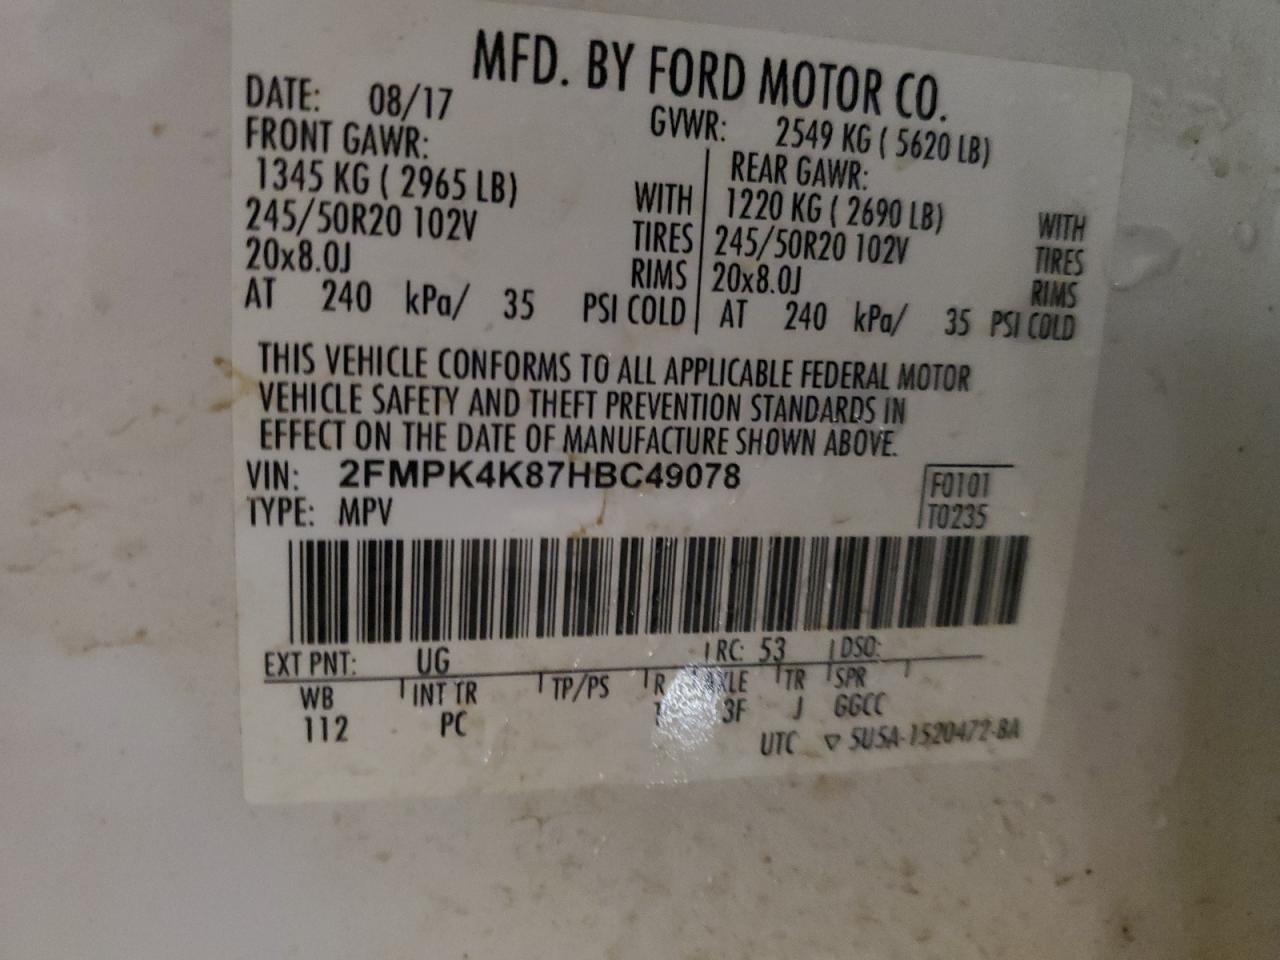 MFD. BY FORD MOTOR CO.
DATE: 08/17 GVWR: 2549 KG ( 5620 LB)
FRONT GAWR: REAR GAWR:
1345 KG ( 2965 LB) WITH 1220 KG ( 2690 LB) WITH
245/50R20 102V TIRES 245/50R20 102V TIRES
20x8.0J RIMS 20x8.0J RIMS
AT 240 kPa/ 35 PSI COLD AT 240 kPa/ 35 PSI COLD
THIS VEHICLE CONFORMS TO ALL APPLICABLE FEDERAL MOTOR
VEHICLE SAFETY AND THEFT PREVENTION STANDARDS IN
EFFECT ON THE DATE OF MANUFACTURE SHOWN ABOVE.
VIN: 2FMPK4K87HBC49078
TYPE: MPV
F0101
T0235
EXT PNT: UG RC: 53 DSO:
WB INT TR TP/PS R AXLE TR SPR
112 PC 3F J GGCC
UTC ▽ 5U5A-1520472-BA